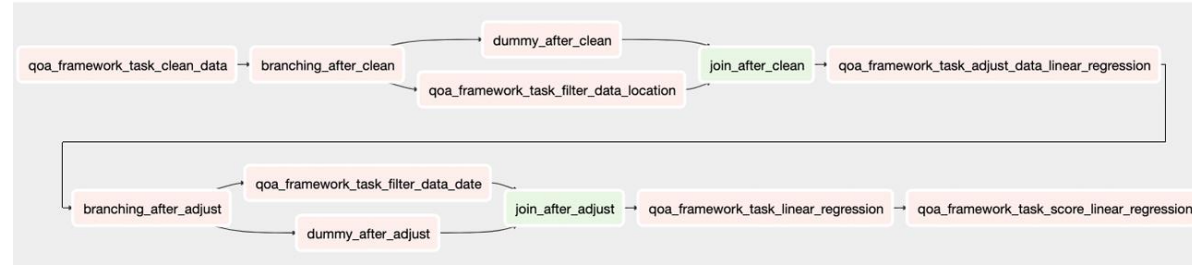 qoa_framework_task_clean_data
branching_after_clean
dummy_after_clean
qoa_framework_task_filter_data_location
join_after_clean
qoa_framework_task_adjust_data_linear_regression
branching_after_adjust
qoa_framework_task_filter_data_date
dummy_after_adjust
join_after_adjust
qoa_framework_task_linear_regression
qoa_framework_task_score_linear_regression